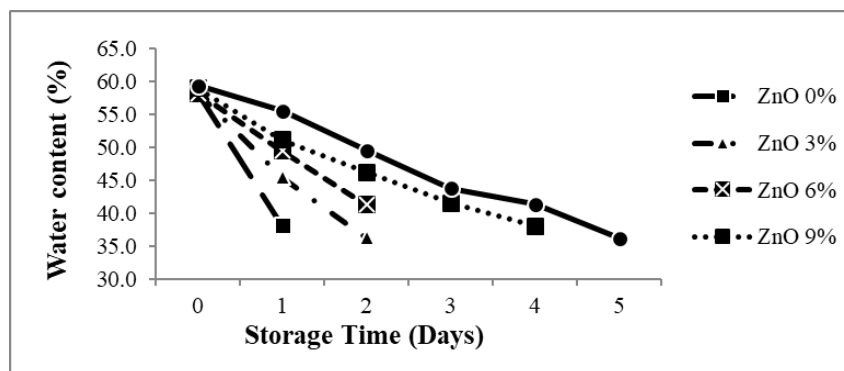 65.0
60.0
55.0
50.0
45.0
40.0
35.0
30.0
Water content (%)
0 1 2 3 4 5
Storage Time (Days)
ZnO 0%
ZnO 3%
ZnO 6%
ZnO 9%